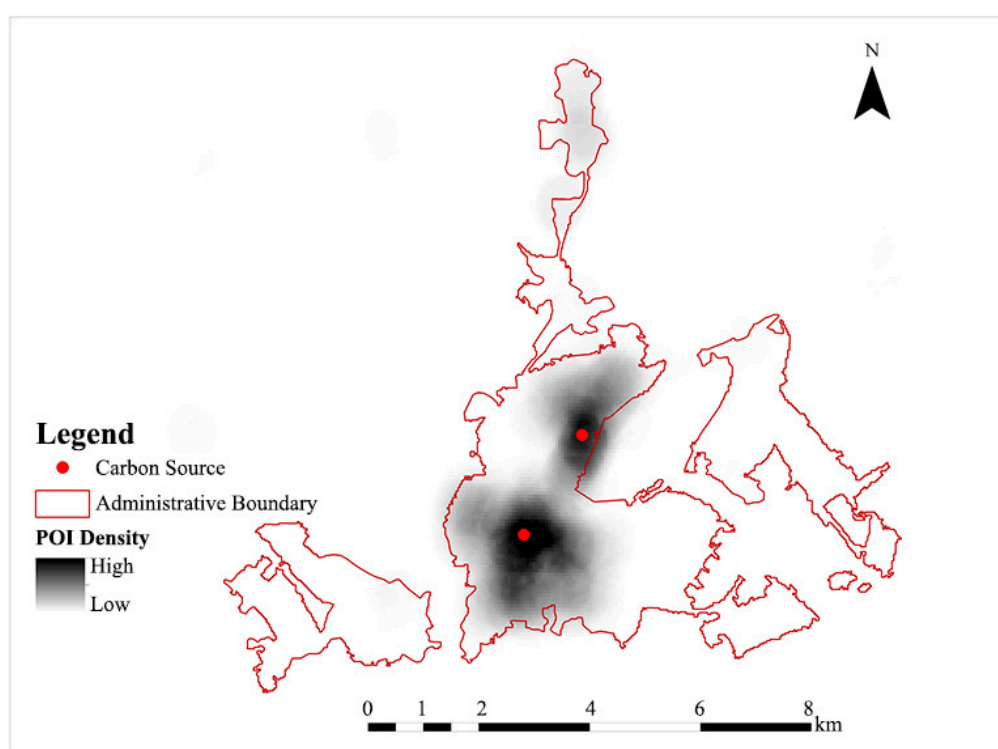 N
Legend
Carbon Source
Administrative Boundary
POI Density
High
Low
0 1 2 4 6 8
km